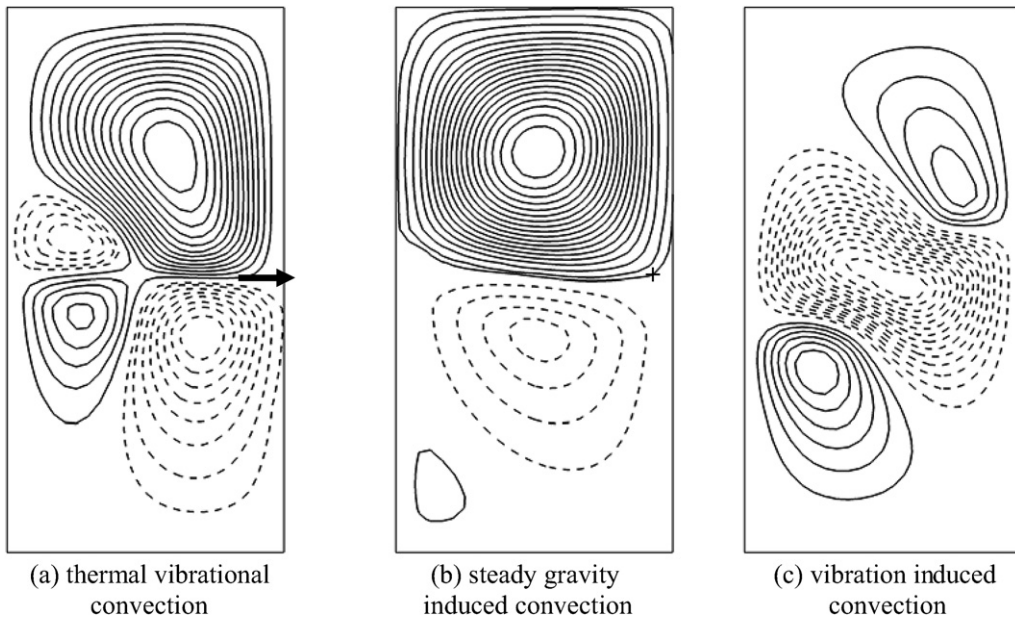 (a) thermal vibrational
convection
(b) steady gravity
induced convection
(c) vibration induced
convection